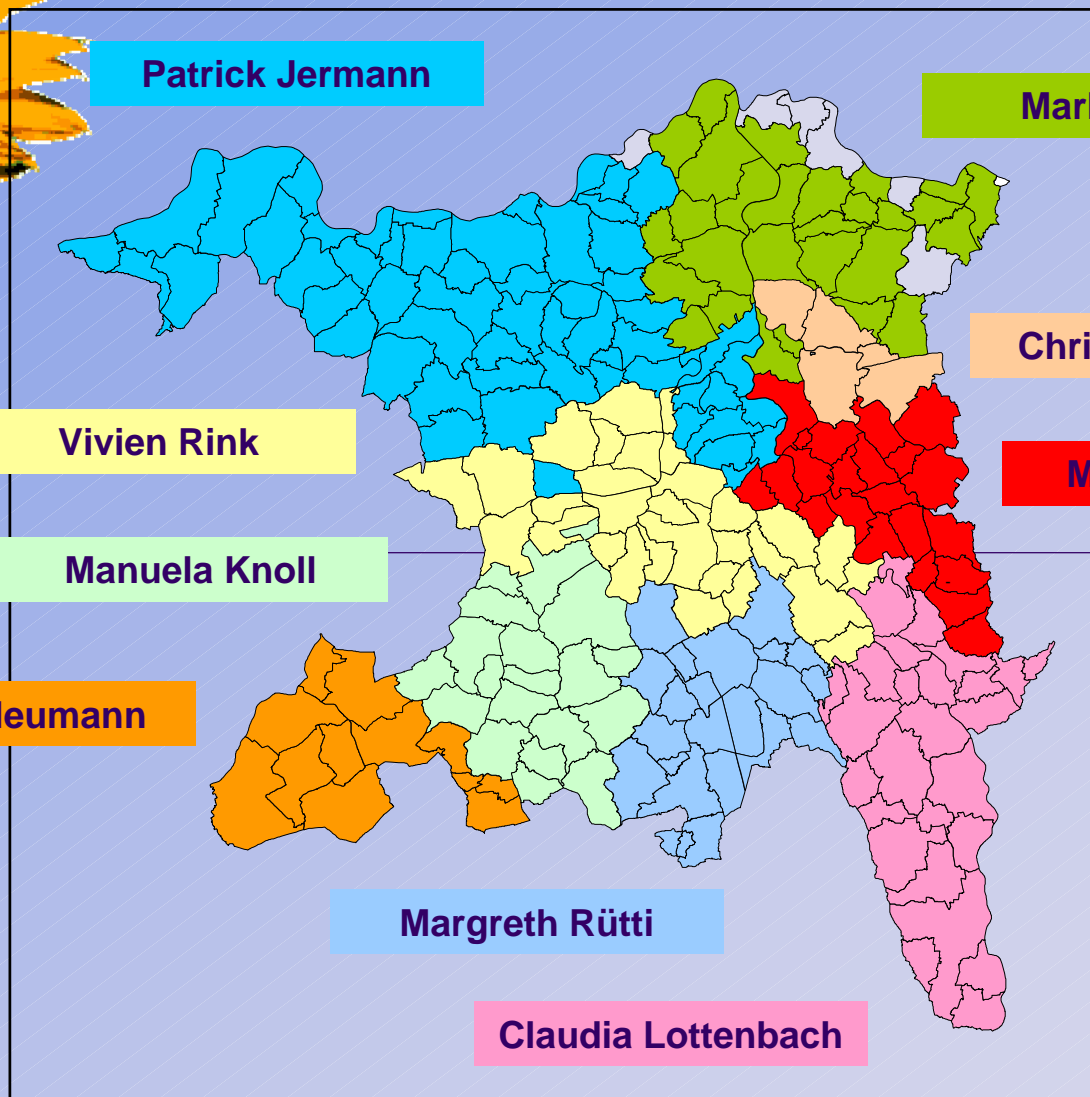 Patrick Jermann
Vivien Rink
Manuela Knoll
Margreth Rütti
Claudia Lottenbach